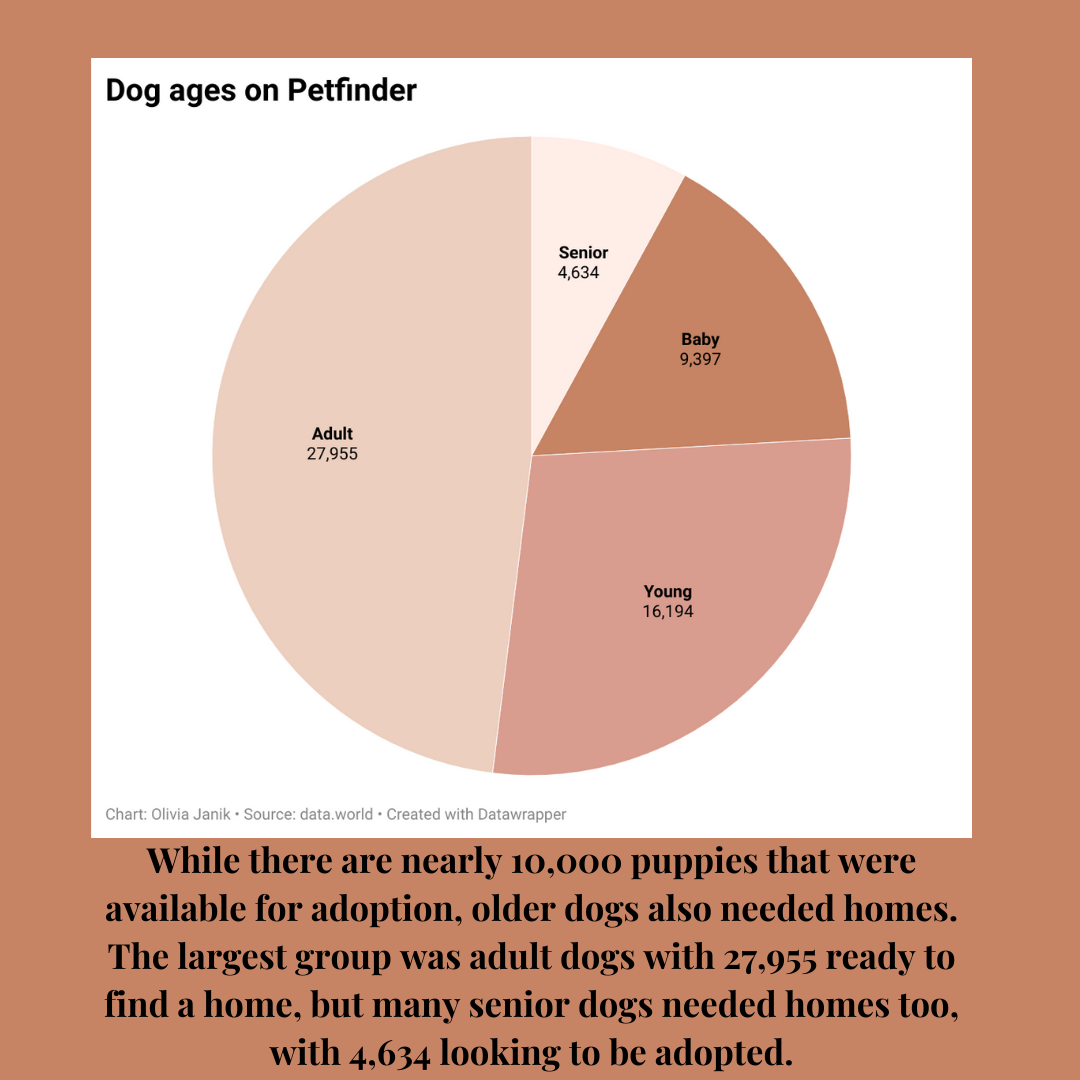 Dog ages on Petfinder
Senior
4,634
Baby
9,397
Adult
27,955
Young
16,194
Chart: Olivia Janik • Source: data.world • Created with Datawrapper
While there are nearly 10,000 puppies that were
available for adoption, older dogs also needed homes.
The largest group was adult dogs with 27,955 ready to
find a home, but many senior dogs needed homes too,
with 4,634 looking to be adopted.